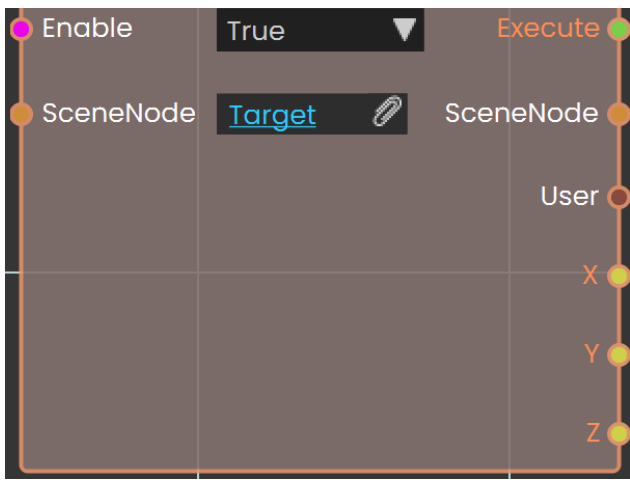 Enable True Execute
SceneNode Target SceneNode
User
X
Y
Z